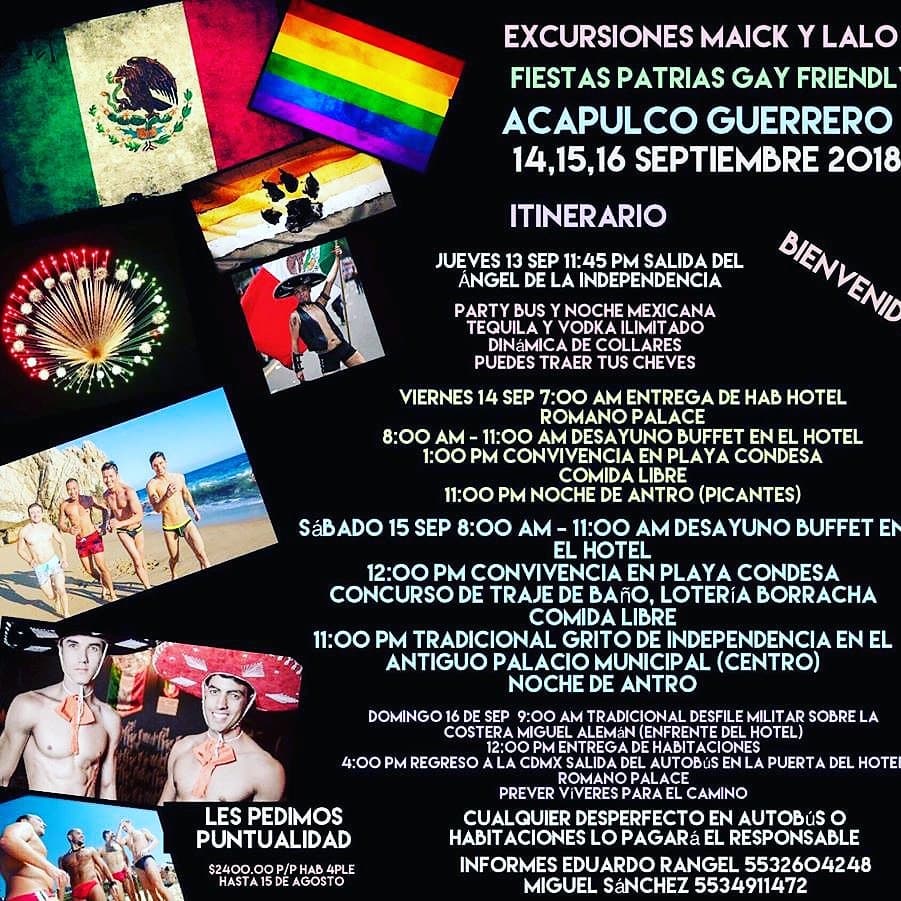 EXCURSIONES MAICK Y LALO
FIESTAS PATRIAS GAY FRIENDLY
ACAPULCO GUERRERO
14,15,16 SEPTIEMBRE 2018
ITINERARIO
BIENVENID
JUEVES 13 SEP 11:45 PM SALIDA DEL
ÁNGEL DE LA INDEPENDENCIA
PARTY BUS Y NOCHE MEXICANA
TEQUILA Y VODKA ILIMITADO
DINáMICA DE COLLARES
PUEDES TRAER TUS CHEVES
VIERNES 14 SEP 7:00 AM ENTREGA DE HAB HOTEL
ROMANO PALACE
8:00 AM - 11:00 AM DESAYUNO BUFFET EN EL HOTEL
1:00 PM CONVIVENCIA EN PLAYA CONDESA
COMIDA LIBRE
11:00 PM NOCHE DE ANTRO (PICANTES)
SáBADO 15 SEP 8:00 AM - 11:00 AM DESAYUNO BUFFET EN
EL HOTEL
12:00 PM CONVIVENCIA EN PLAYA CONDESA
CONCURSO DE TRAJE DE BAñO, LOTERíA BORRACHA
COMIDA LIBRE
11:00 PM TRADICIONAL GRITO DE INDEPENDENCIA EN EL
ANTIGUO PALACIO MUNICIPAL (CENTRO)
NOCHE DE ANTRO
DOMINGO 16 DE SEP 9:00 AM TRADICIONAL DESFILE MILITAR SOBRE LA
COSTERA MIGUEL ALEMáN (ENFRENTE DEL HOTEL)
12:00 PM ENTREGA DE HABITACIONES
4:00 PM REGRESO A LA CDMX SALIDA DEL AUTOBúS EN LA PUERTA DEL HOTEL
ROMANO PALACE
PREVER VíVERES PARA EL CAMINO
LES PEDIMOS
PUNTUALIDAD
$2400.00 P/P HAB 4PLE
HASTA 15 DE AGOSTO
CUALQUIER DESPERFECTO EN AUTOBúS O
HABITACIONES LO PAGARá EL RESPONSABLE
INFORMES EDUARDO RANGEL 5532604248
MIGUEL SáNCHEZ 5534911472